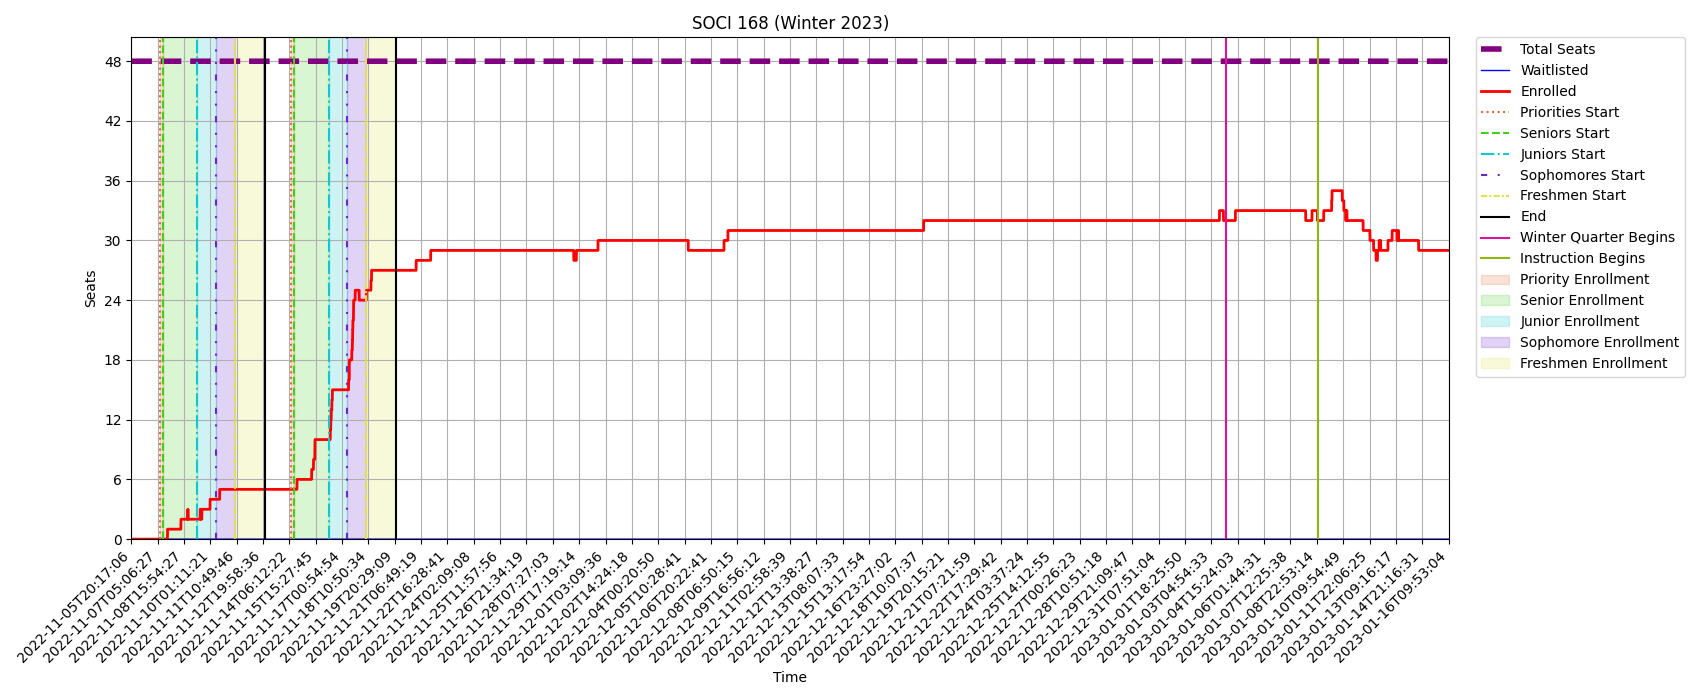 SOCI 168 (Winter 2023)
Seats
48
42
36
30
24
18
12
6
0
2022-11-05T20:17:06
2022-11-07T05:06:27
2022-11-08T15:54:27
2022-11-10T01:11:21
2022-11-11T10:49:46
2022-11-12T19:58:36
2022-11-14T06:12:22
2022-11-15T15:27:45
2022-11-17T00:54:54
2022-11-18T10:50:34
2022-11-19T20:29:09
2022-11-21T06:49:19
2022-11-22T16:28:41
2022-11-24T02:09:08
2022-11-25T11:57:56
2022-11-26T21:34:19
2022-11-28T07:27:03
2022-11-29T17:19:14
2022-12-01T03:09:36
2022-12-02T14:24:18
2022-12-04T00:20:50
2022-12-05T10:28:41
2022-12-06T20:22:41
2022-12-08T06:50:15
2022-12-09T16:56:12
2022-12-11T02:58:39
2022-12-12T13:38:27
2022-12-13T08:07:33
2022-12-15T13:17:54
2022-12-16T23:27:02
2022-12-18T10:07:37
2022-12-19T20:15:21
2022-12-21T07:21:59
2022-12-22T17:29:42
2022-12-24T03:37:24
2022-12-25T14:12:55
2022-12-27T00:26:23
2022-12-28T10:51:18
2022-12-29T21:09:47
2022-12-31T07:51:04
2023-01-01T18:25:50
2023-01-03T04:54:33
2023-01-04T15:24:03
2023-01-06T01:44:31
2023-01-07T12:25:38
2023-01-08T22:53:14
2023-01-10T09:54:49
2023-01-11T22:06:25
2023-01-13T09:16:17
2023-01-14T21:16:31
2023-01-16T09:53:04
Time
Total Seats
Waitlisted
Enrolled
Priorities Start
Seniors Start
Juniors Start
Sophomores Start
Freshmen Start
End
Winter Quarter Begins
Instruction Begins
Priority Enrollment
Senior Enrollment
Junior Enrollment
Sophomore Enrollment
Freshmen Enrollment